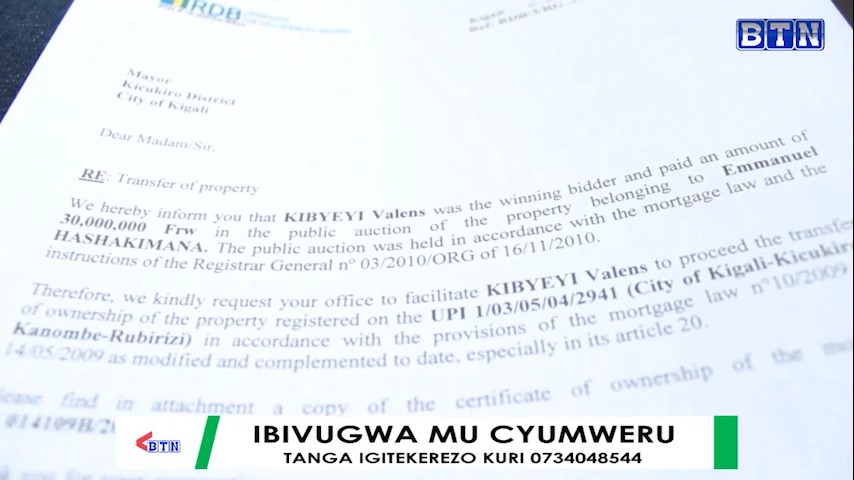 RDB
BTN
Mayor
Kicukiro District
City of Kigali
Dear Madam/Sir,
RE: Transfer of property
We hereby inform you that KIBYEYI Valens was the winning bidder and paid an amount of
30,000,000 Frw in the public auction of the property belonging to Emmanuel
HASHAKIMANA. The public auction was held in accordance with the mortgage law and the
instructions of the Registrar General nº 03/2010/ORG of 16/11/2010.
Therefore, we kindly request your office to facilitate KIBYEYI Valens to proceed the transfer
of ownership of the property registered on the UPI 1/03/05/04/2941 (City of Kigali-Kicukiro
Kanombe-Rubirizi) in accordance with the provisions of the mortgage law nº10/2009
14/05/2009 as modified and complemented to date, especially in its article 20.
find in attachment a copy of the certificate of ownership of the
BTN
IBIVUGWA MU CYUMWERU
TANGA IGITEKEREZO KURI 0734048544